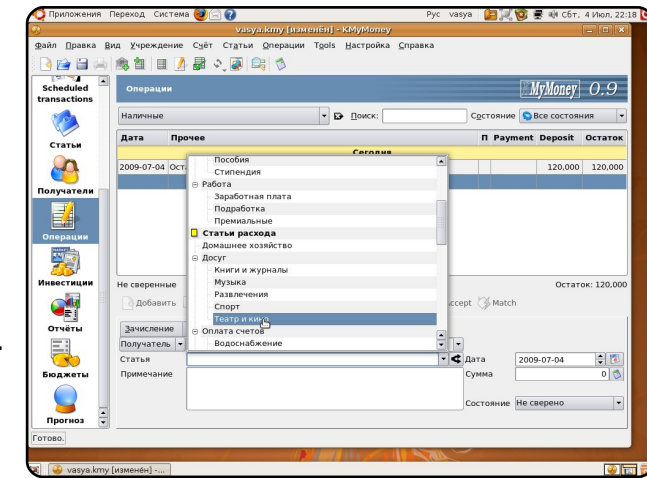 Приложения Переход Система Рус vasya Сбт, 4 Июл, 22:18
vasya.kmy [изменён] - KMyMoney
Файл Правка Вид Учреждение Счёт Статьи Операции Tools Настройка Справка
Scheduled transactions
Статьи
Получатели
Операции
Инвестиции
Отчёты
Бюджеты
Прогноз
Операции MyMoney 0.9
Наличные Поиск: Состояние Все состояния
Дата Прочее П Payment Deposit Остаток
Сегодня
2009-07-04 120,000 120,000
Пособия
Стипендия
Работа
Заработная плата
Подработка
Премиальные
Статьи расхода
Домашнее хозяйство
Досуг
Книги и журналы
Музыка
Развлечения
Спорт
Театр и кино
Оплата счетов
Водоснабжение
Не сверенные Остаток: 120,000
Добавить Match
Зачисление
Получатель
Статья Дата 2009-07-04
Примечание Сумма 0
Состояние Не сверено
Готово.
vasya.kmy [изменён] -...